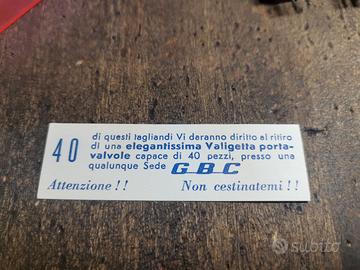 40
di questi tagliandi Vi daranno diritto al ritiro
di una elegantissima Valigetta porta-
valvole capace di 40 pezzi, presso una
qualunque Sede GBC
Attenzione!! Non cestinatemi!!
subito